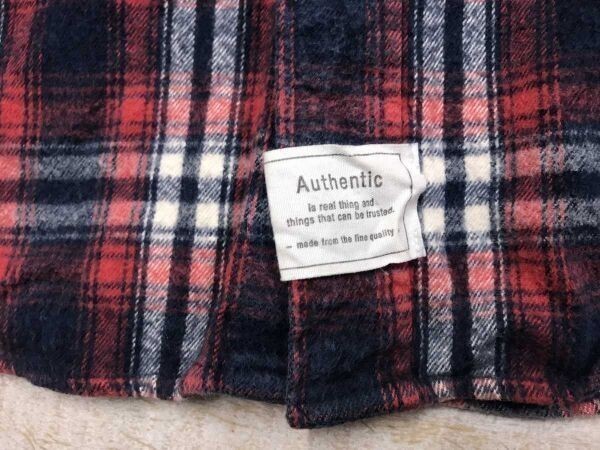 Authentic
Is real thing and
things that can be trusted.
- made from the fine quality -